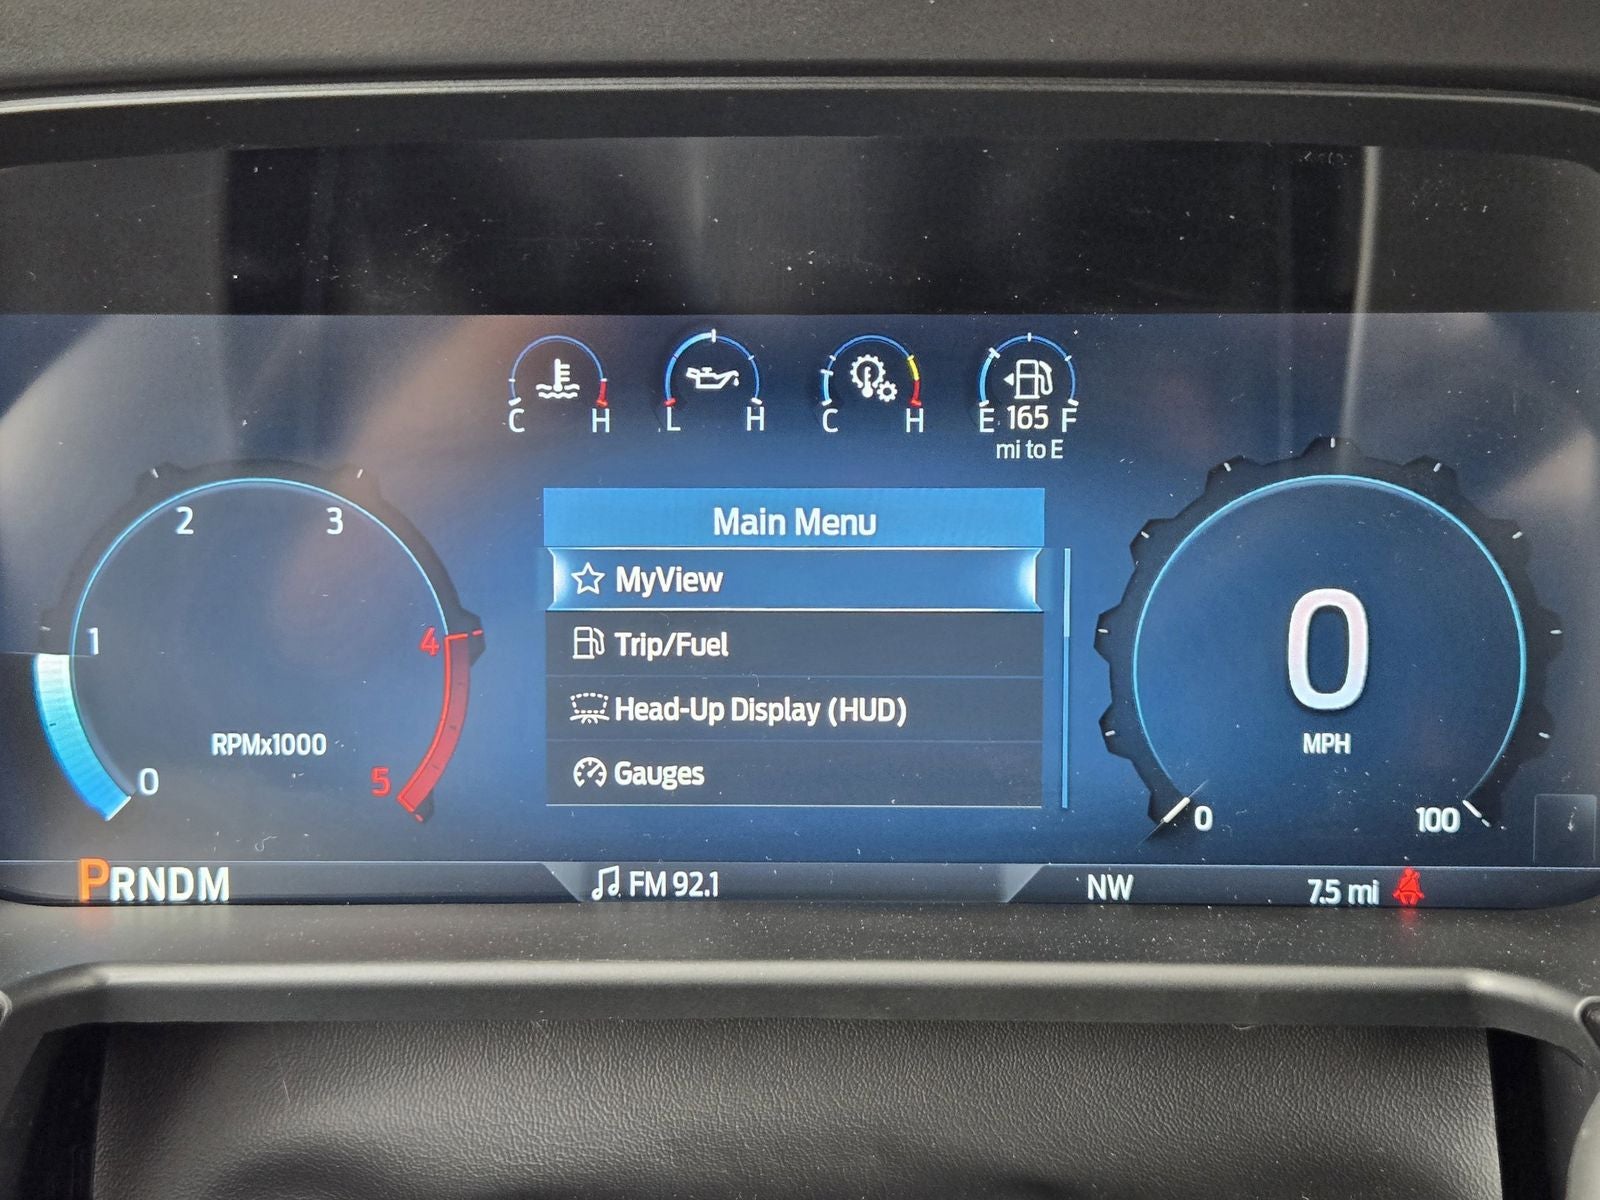 C H
L H
C H
E 165 F
mi to E
Main Menu
MyView
Trip/Fuel
Head-Up Display (HUD)
Gauges
2 3
1 4
0 5
RPMx1000
0
MPH
0 100
PRNDM
FM 92.1
NW
7.5 mi